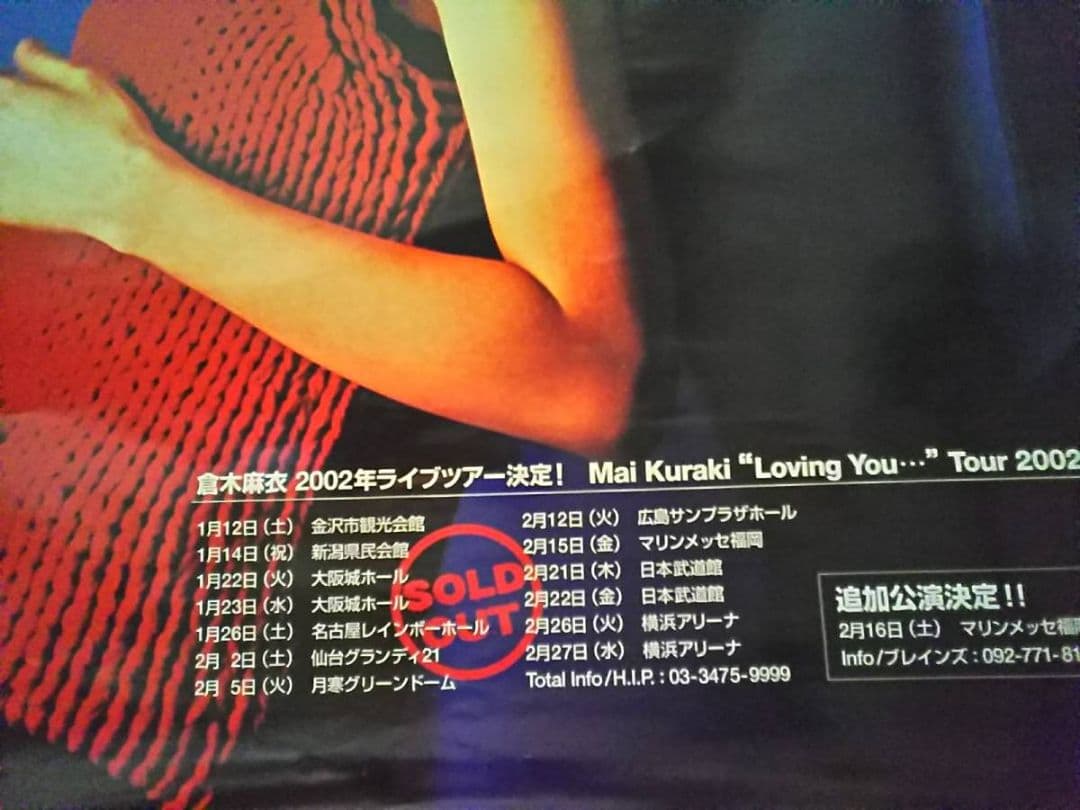 倉木麻衣 2002年ライブツアー決定! Mai Kuraki “Loving You…” Tour 2002
1月12日(土) 金沢市観光会館
1月14日(祝) 新潟県民会館
1月22日(火) 大阪城ホール
1月23日(水) 大阪城ホール
1月26日(土) 名古屋レインボーホール
2月 2日(土) 仙台グランディ21
2月 5日(火) 月寒グリーンドーム
SOLD
OUT
2月12日(火) 広島サンプラザホール
2月15日(金) マリンメッセ福岡
2月21日(木) 日本武道館
2月22日(金) 日本武道館
2月26日(火) 横浜アリーナ
2月27日(水) 横浜アリーナ
Total Info/H.I.P.:03-3475-9999
追加公演決定!!
2月16日(土) マリンメッセ福
Info/ブレインズ:092-771-81